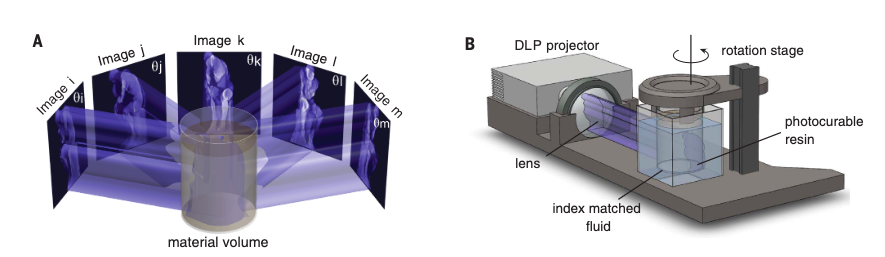 A
Image i
θi
Image j
θj
Image k
θk
Image l
θl
Image m
θm
material volume
B
DLP projector
rotation stage
lens
photocurable
resin
index matched
fluid